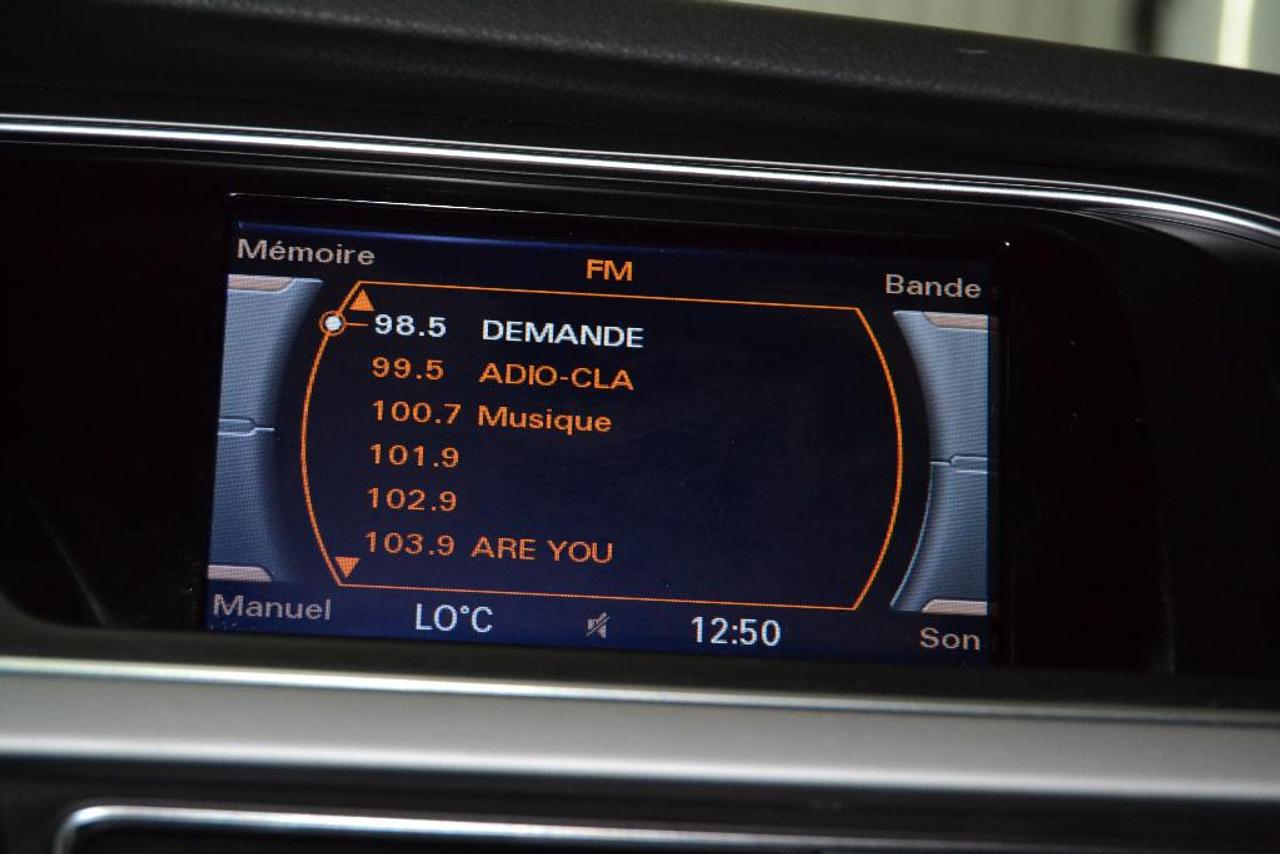 Mémoire
FM
Bande
98.5 DEMANDE
99.5 ADIO-CLA
100.7 Musique
101.9
102.9
103.9 ARE YOU
Manuel
LO°C
12:50
Son